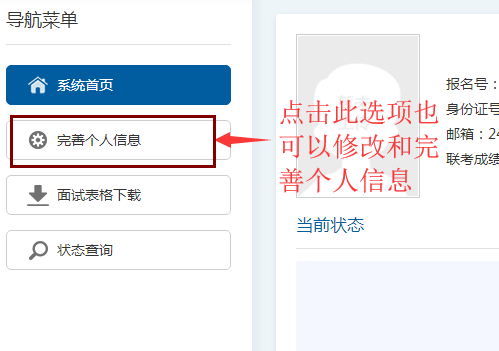 导航菜单
系统首页
完善个人信息
面试表格下载
状态查询
点击此选项也
可以修改和完
善个人信息
报名号：
身份证号
邮箱：24
联考成绩
当前状态